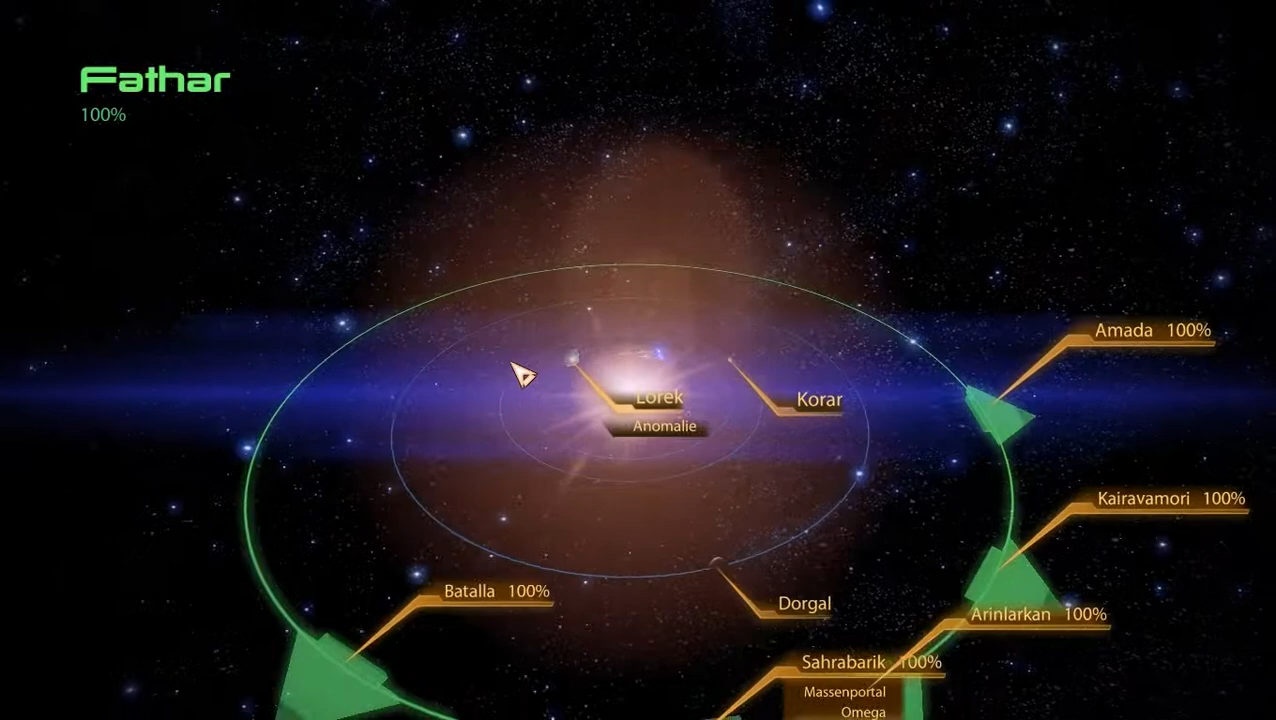 Fathar
100%
Amada 100%
Lorek
Korar
Anomalie
Kairavamori 100%
Batalla 100%
Dorgal
Arinlarkan 100%
Sahrabarik 100%
Massenportal
Omega